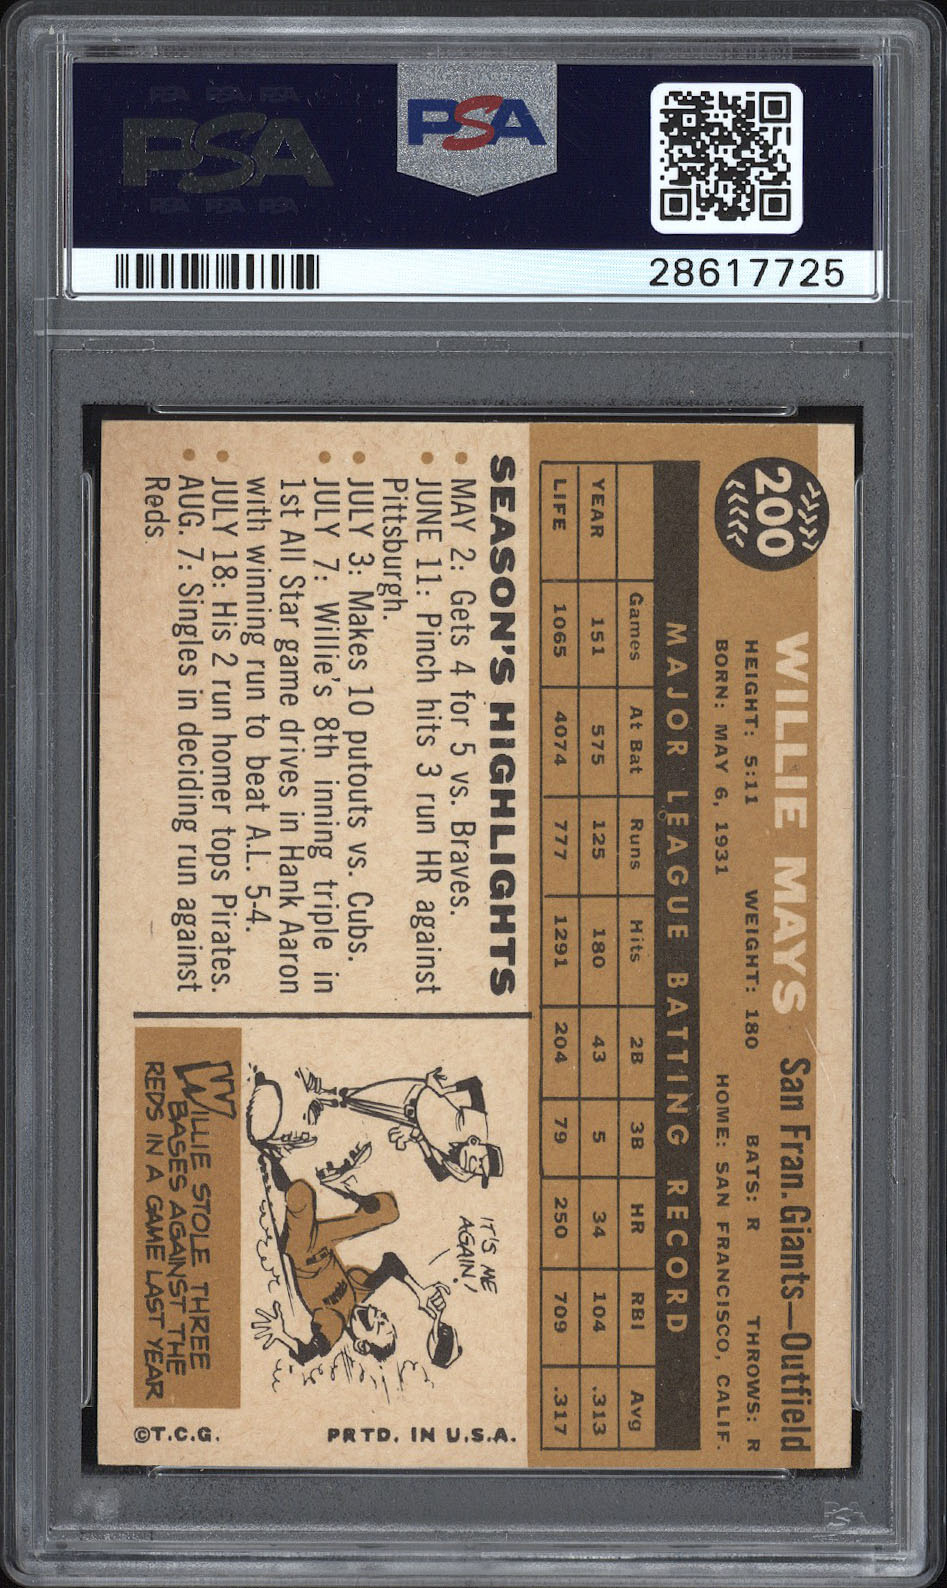 PSA PSA PSA
PSA
PSA PSA PSA
PSA
28617725
200
WILLIE MAYS San Fran. Giants—Outfield
HEIGHT: 5:11 WEIGHT: 180 BATS: R THROWS: R
BORN: MAY 6, 1931 HOME: SAN FRANCISCO, CALIF.
MAJOR LEAGUE BATTING RECORD
Games At Bat Runs Hits 2B 3B HR RBI Avg
YEAR 151 575 125 180 43 5 34 104 .313
LIFE 1065 4074 777 1291 204 79 250 709 .317
SEASON'S HIGHLIGHTS
• MAY 2: Gets 4 for 5 vs. Braves.
• JUNE 11: Pinch hits 3 run HR against
Pittsburgh.
• JULY 3: Makes 10 putouts vs. Cubs.
• JULY 7: Willie's 8th inning triple in
1st All Star game drives in Hank Aaron
with winning run to beat A.L. 5-4.
• JULY 18: His 2 run homer tops Pirates.
• AUG. 7: Singles in deciding run against
Reds.
IT'S ME
AGAIN!
WILLIE STOLE THREE
BASES AGAINST THE
REDS IN A GAME LAST YEAR
PRTD. IN U.S.A.
©T.C.G.
PSA